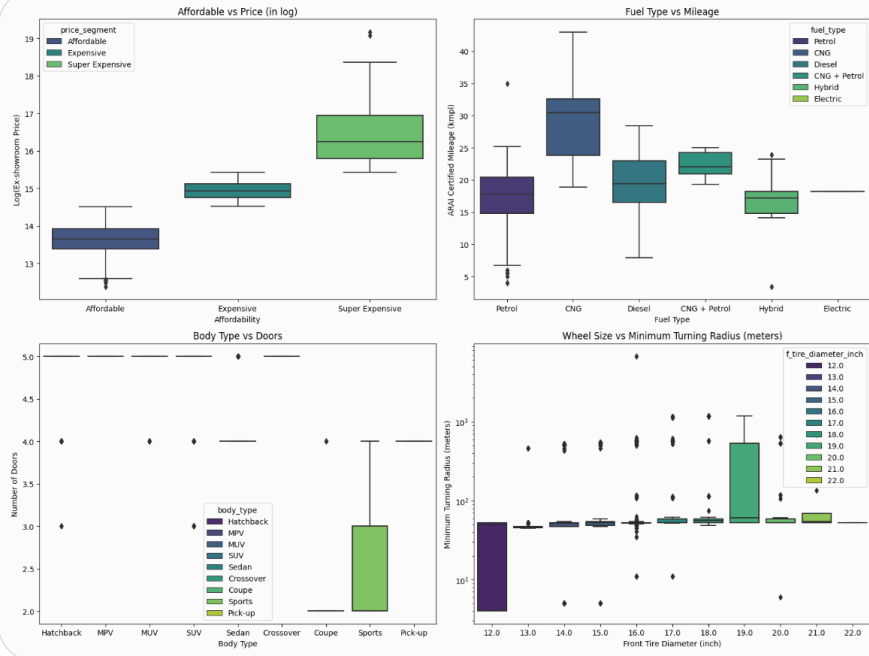 Affordable vs Price (in log)
price_segment
Affordable
Expensive
Super Expensive
Log(Ex-showroom Price)
19
18
17
16
15
14
13
Affordable
Expensive
Super Expensive
Affordability
Fuel Type vs Mileage
fuel_type
Petrol
CNG
Diesel
CNG + Petrol
Hybrid
Electric
ARAI Certified Mileage (kmpl)
40
35
30
25
20
15
10
5
Petrol
CNG
Diesel
CNG + Petrol
Hybrid
Electric
Fuel Type
Body Type vs Doors
Number of Doors
5.0
4.5
4.0
3.5
3.0
2.5
2.0
body_type
Hatchback
MPV
MUV
SUV
Sedan
Crossover
Coupe
Sports
Pick-up
Hatchback
MPV
MUV
SUV
Sedan
Crossover
Coupe
Sports
Pick-up
Body Type
Wheel Size vs Minimum Turning Radius (meters)
f_tire_diameter_inch
12.0
13.0
14.0
15.0
16.0
17.0
18.0
19.0
20.0
21.0
22.0
Minimum Turning Radius (meters)
10³
10²
10¹
12.0
13.0
14.0
15.0
16.0
17.0
18.0
19.0
20.0
21.0
22.0
Front Tire Diameter (inch)